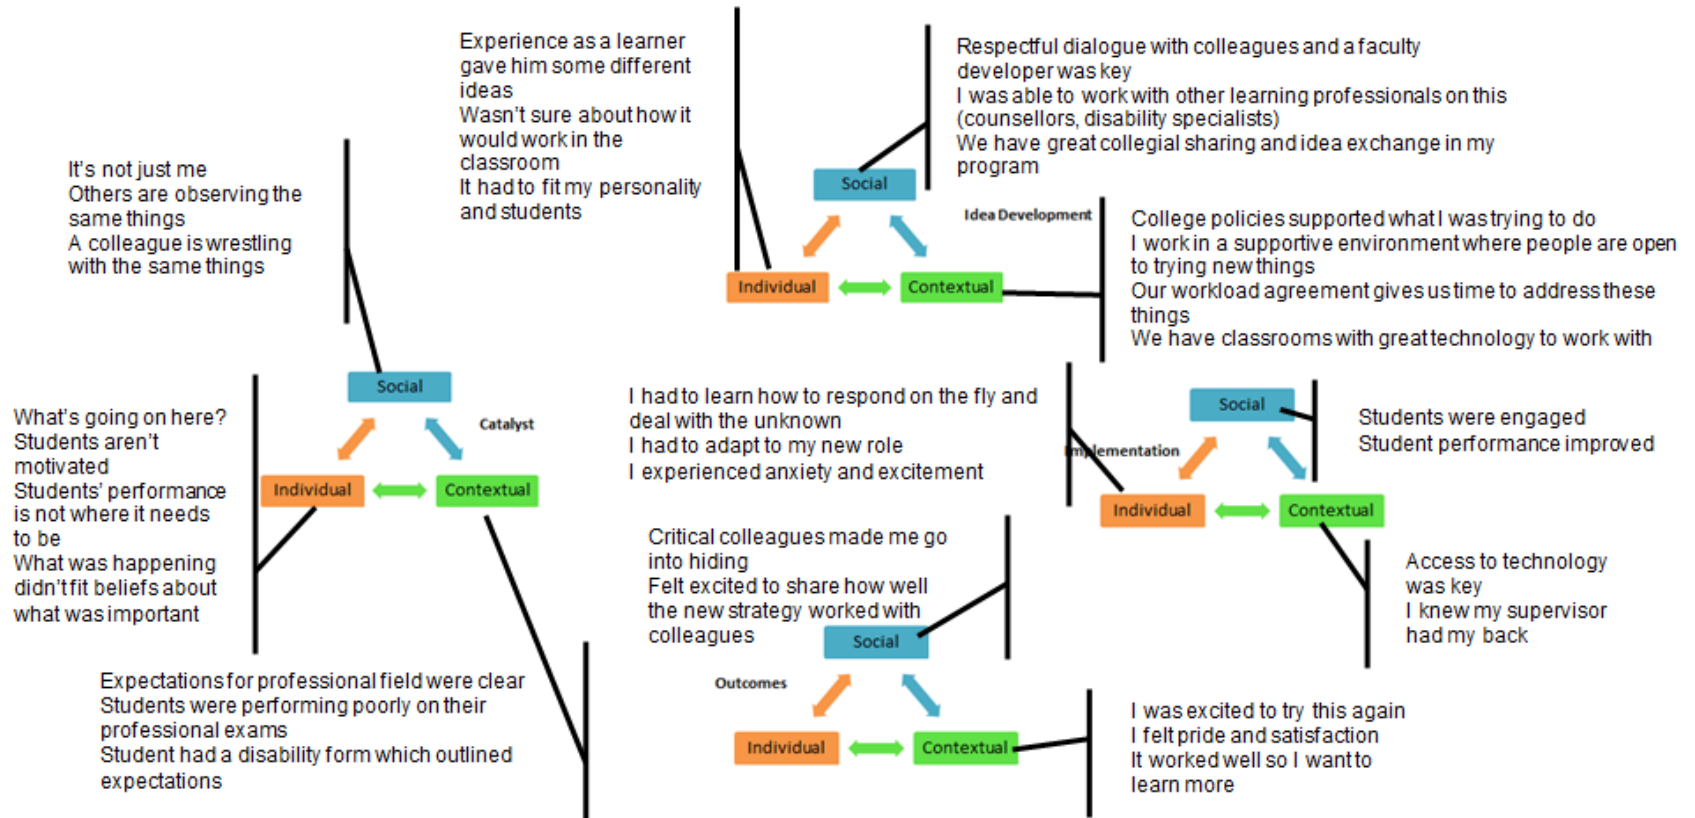 It's not just me
Others are observing the
same things
A colleague is wrestling
with the same things
Social
Catalyst
Individual
Contextual
What's going on here?
Students aren't
motivated
Students' performance
is not where it needs
to be
What was happening
didn't fit beliefs about
what was important
Expectations for professional field were clear
Students were performing poorly on their
professional exams
Student had a disability form which outlined
expectations
Experience as a learner
gave him some different
ideas
Wasn't sure about how it
would work in the
classroom
It had to fit my personality
and students
Respectful dialogue with colleagues and a faculty
developer was key
I was able to work with other learning professionals on this
(counsellors, disability specialists)
We have great collegial sharing and idea exchange in my
program
Social
Idea Development
Individual
Contextual
College policies supported what I was trying to do
I work in a supportive environment where people are open
to trying new things
Our workload agreement gives us time to address these
things
We have classrooms with great technology to work with
I had to learn how to respond on the fly and
deal with the unknown
I had to adapt to my new role
I experienced anxiety and excitement
Social
Implementation
Individual
Contextual
Students were engaged
Student performance improved
Access to technology
was key
I knew my supervisor
had my back
Critical colleagues made me go
into hiding
Felt excited to share how well
the new strategy worked with
colleagues
Social
Outcomes
Individual
Contextual
I was excited to try this again
I felt pride and satisfaction
It worked well so I want to
learn more